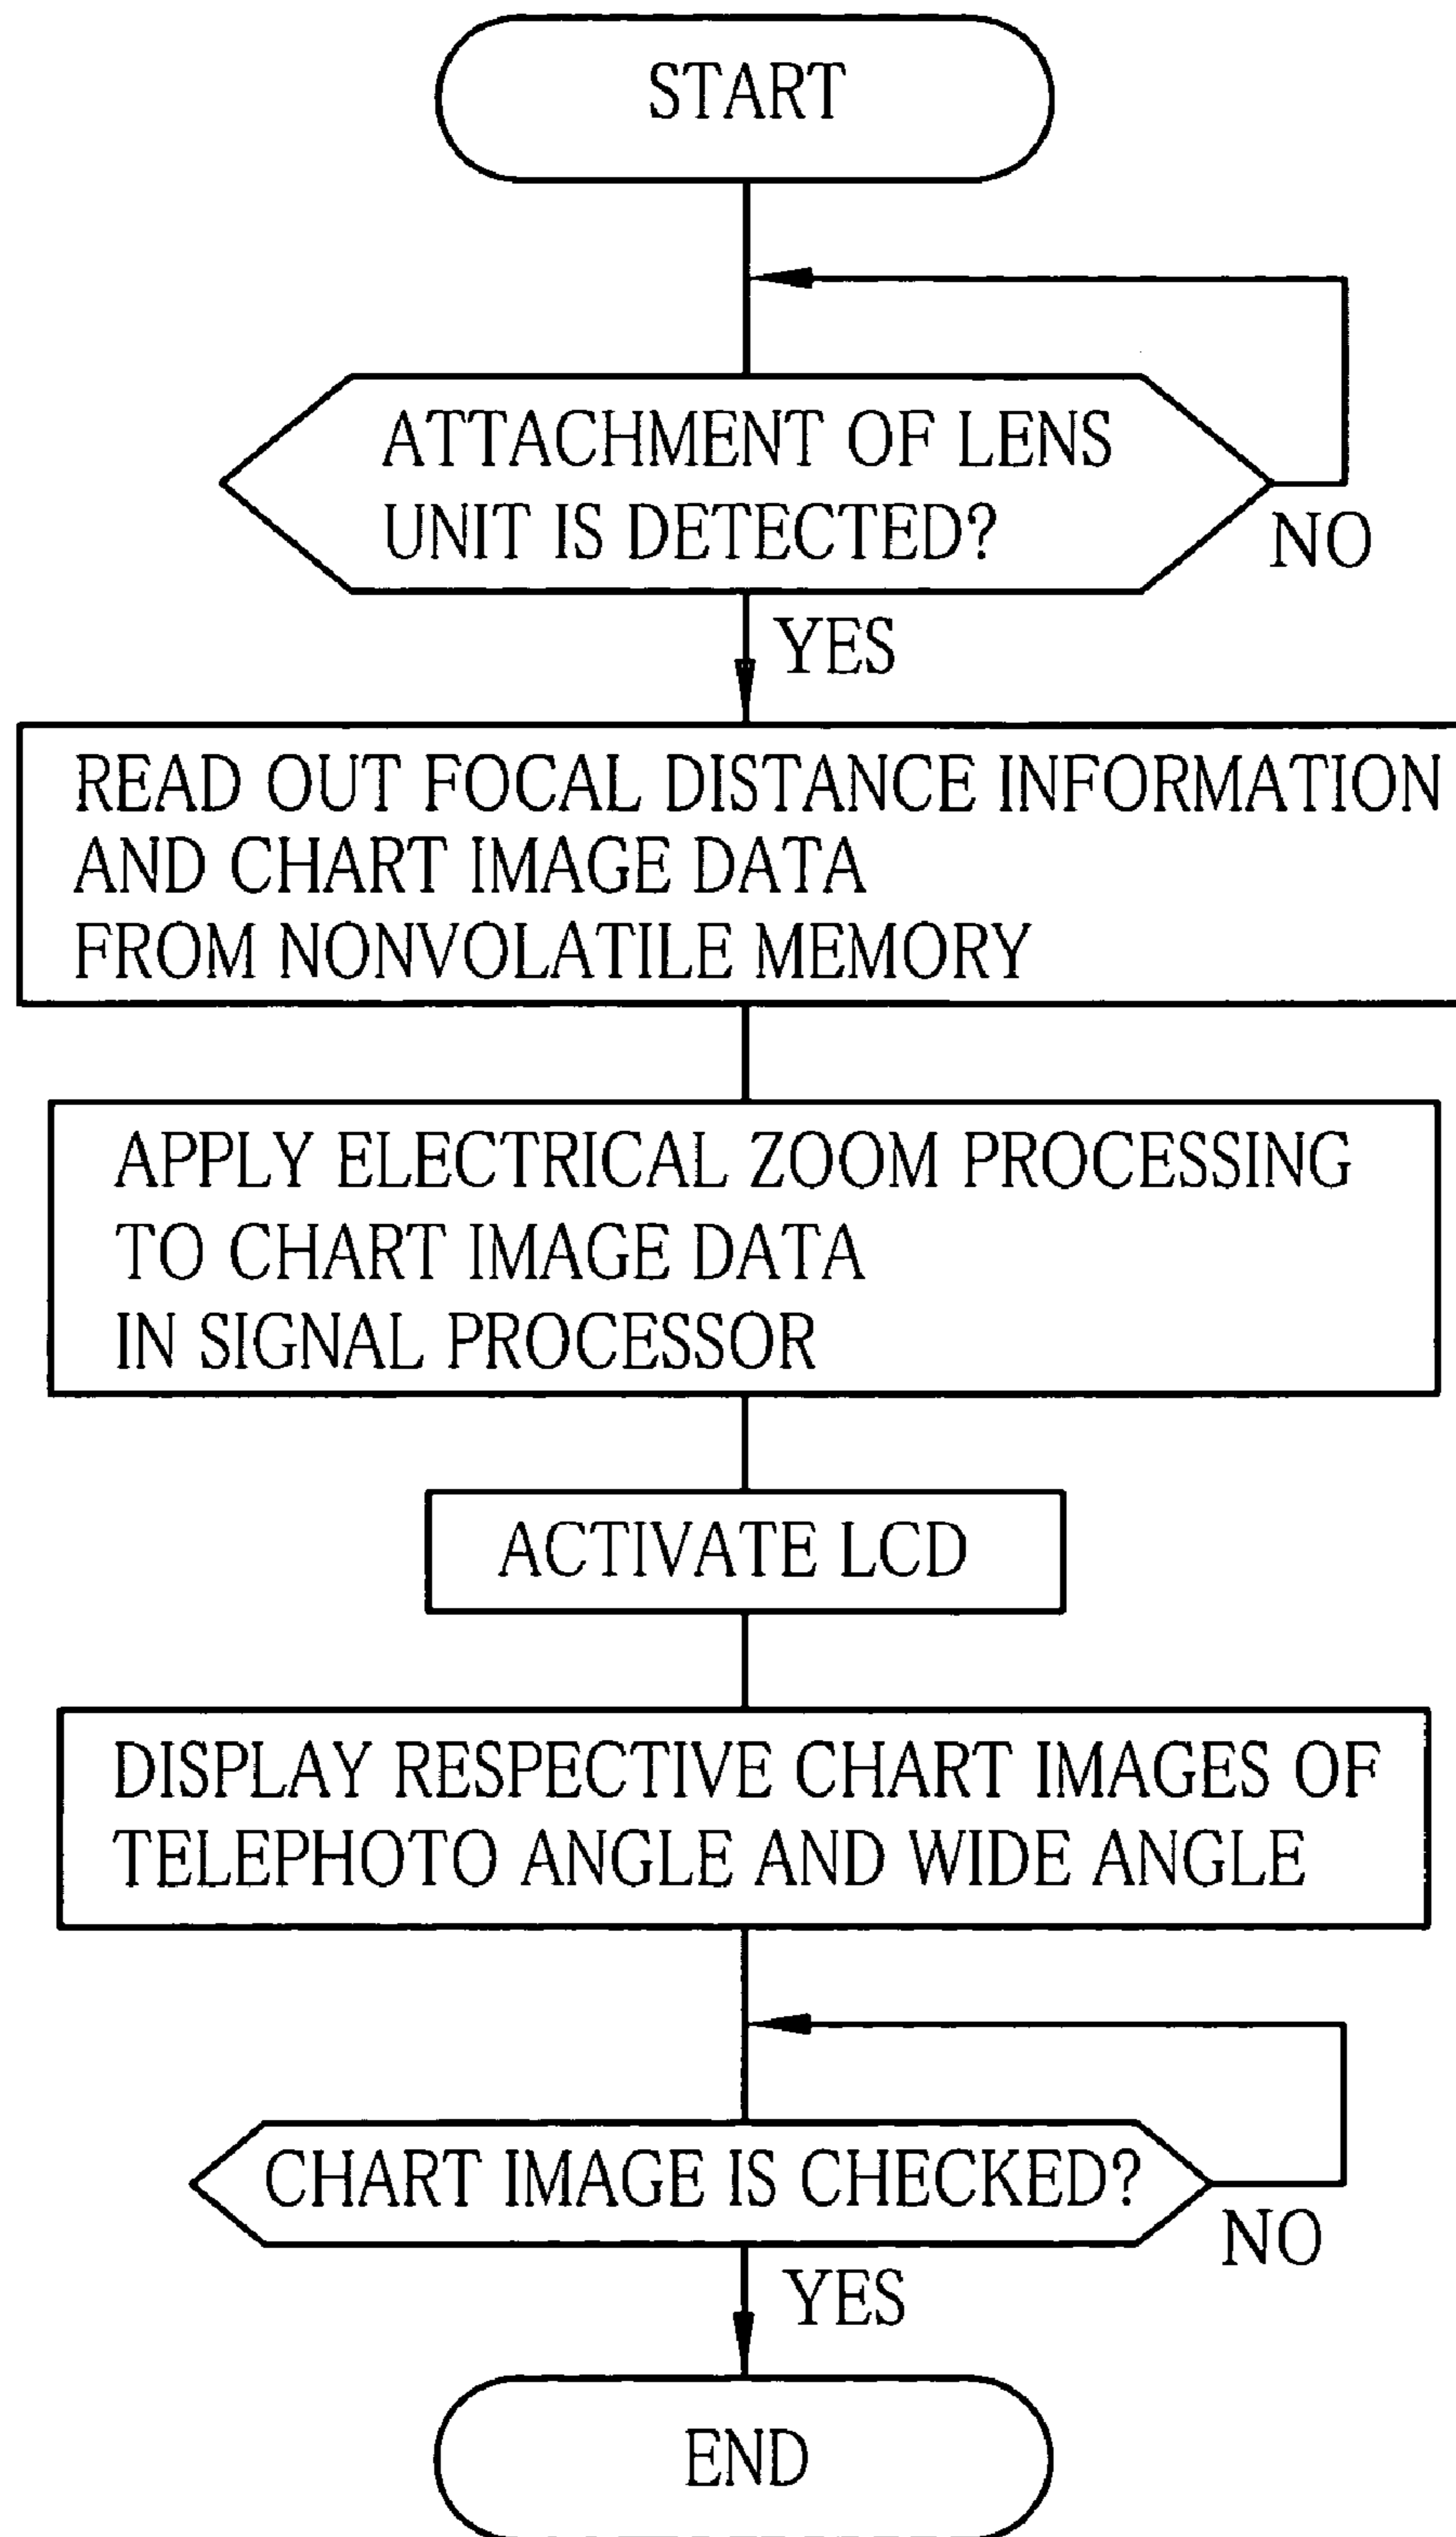 START
ATTACHMENT OF LENS
UNIT IS DETECTED?
NO
YES
READ OUT FOCAL DISTANCE INFORMATION
AND CHART IMAGE DATA
FROM NONVOLATILE MEMORY
APPLY ELECTRICAL ZOOM PROCESSING
TO CHART IMAGE DATA
IN SIGNAL PROCESSOR
ACTIVATE LCD
DISPLAY RESPECTIVE CHART IMAGES OF
TELEPHOTO ANGLE AND WIDE ANGLE
CHART IMAGE IS CHECKED?
NO
YES
END